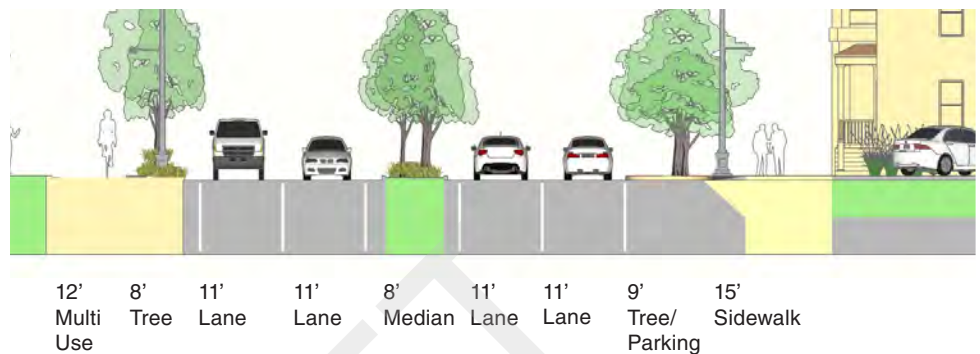 12’ 8’ 11’ 11’ 8’ 11’ 11’ 9’ 15’
Multi Tree Lane Lane Median Lane Lane Tree/ Sidewalk
Use Parking